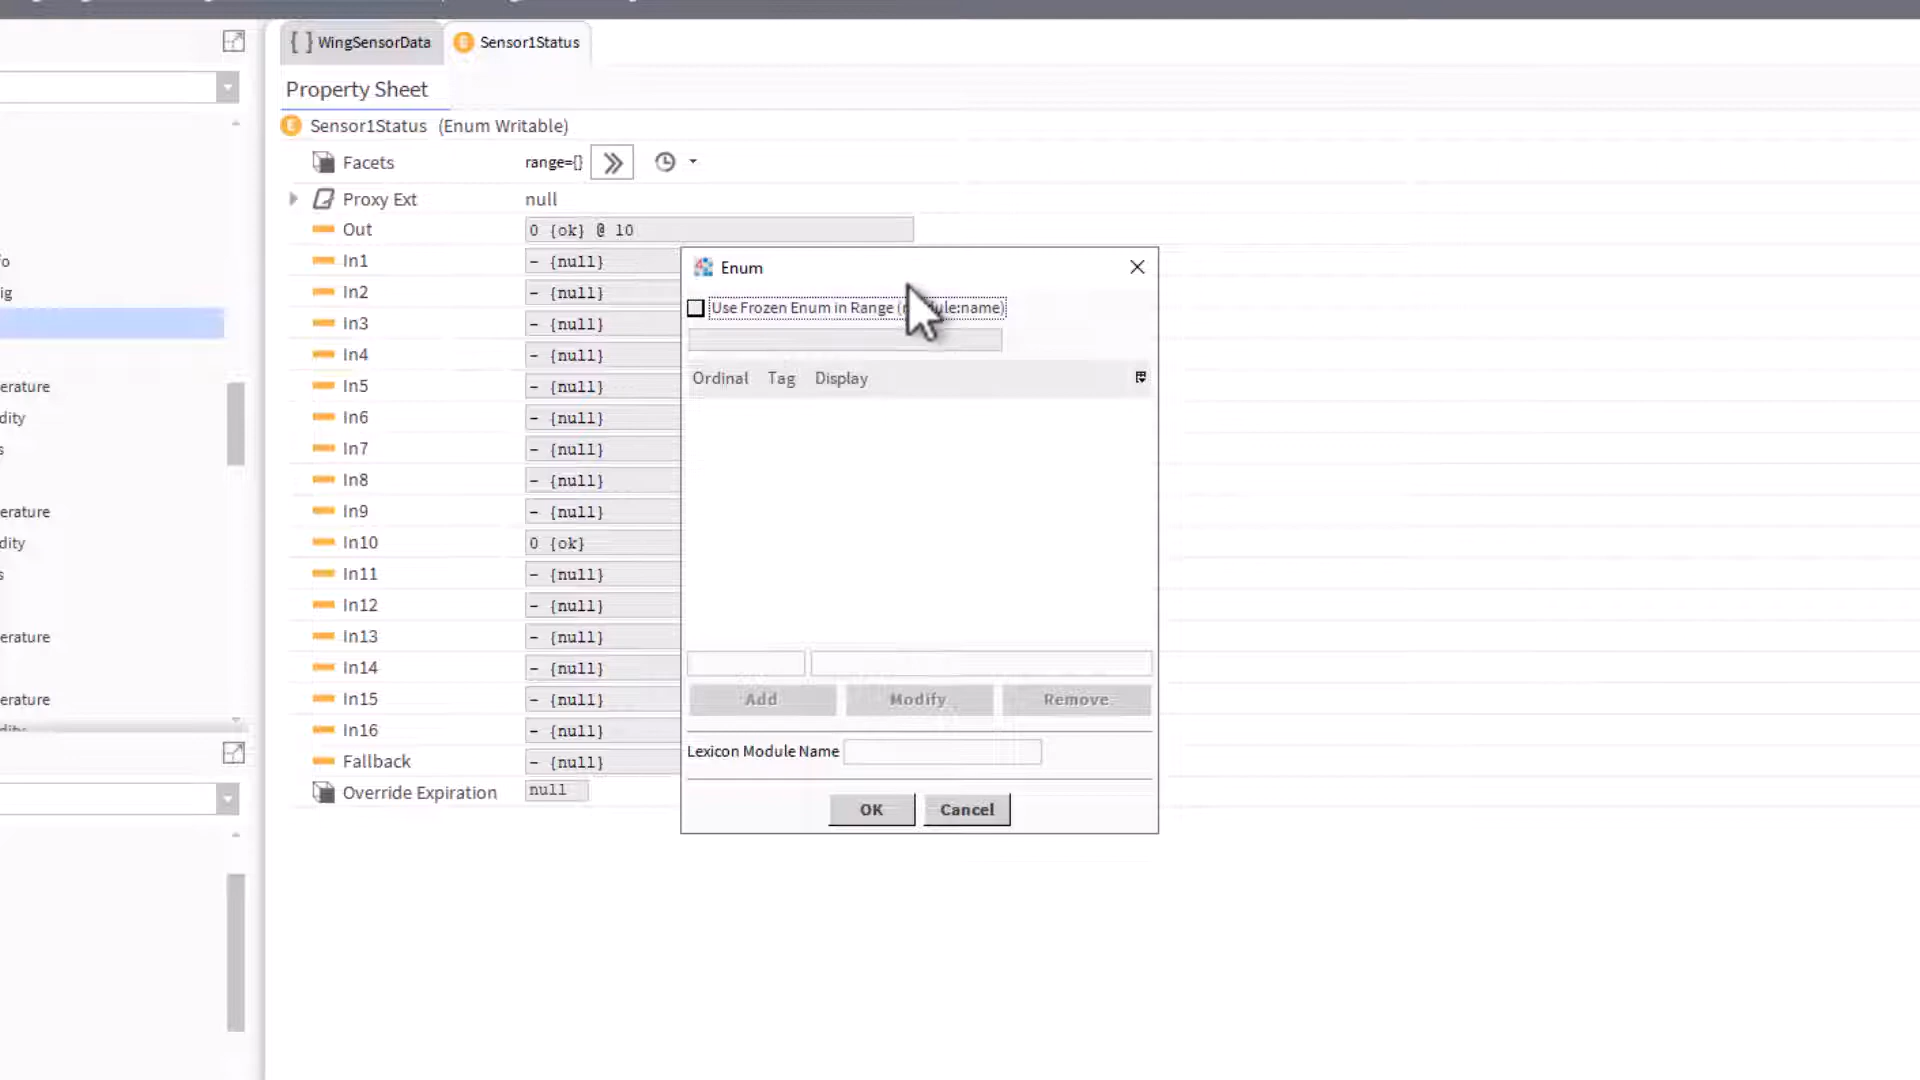 WingSensorData
Sensor1Status
Property Sheet
Sensor1Status (Enum Writable)
Facets range={}
Proxy Ext null
Out 0 {ok} @ 10
In1 - {null}
In2 - {null}
In3 - {null}
In4 - {null}
In5 - {null}
In6 - {null}
In7 - {null}
In8 - {null}
In9 - {null}
In10 0 {ok}
In11 - {null}
In12 - {null}
In13 - {null}
In14 - {null}
In15 - {null}
In16 - {null}
Fallback - {null}
Override Expiration null
Enum
Use Frozen Enum in Range
Ordinal Tag Display
Add Modify Remove
Lexicon Module Name
OK Cancel
erature
dity
erature
dity
erature
erature